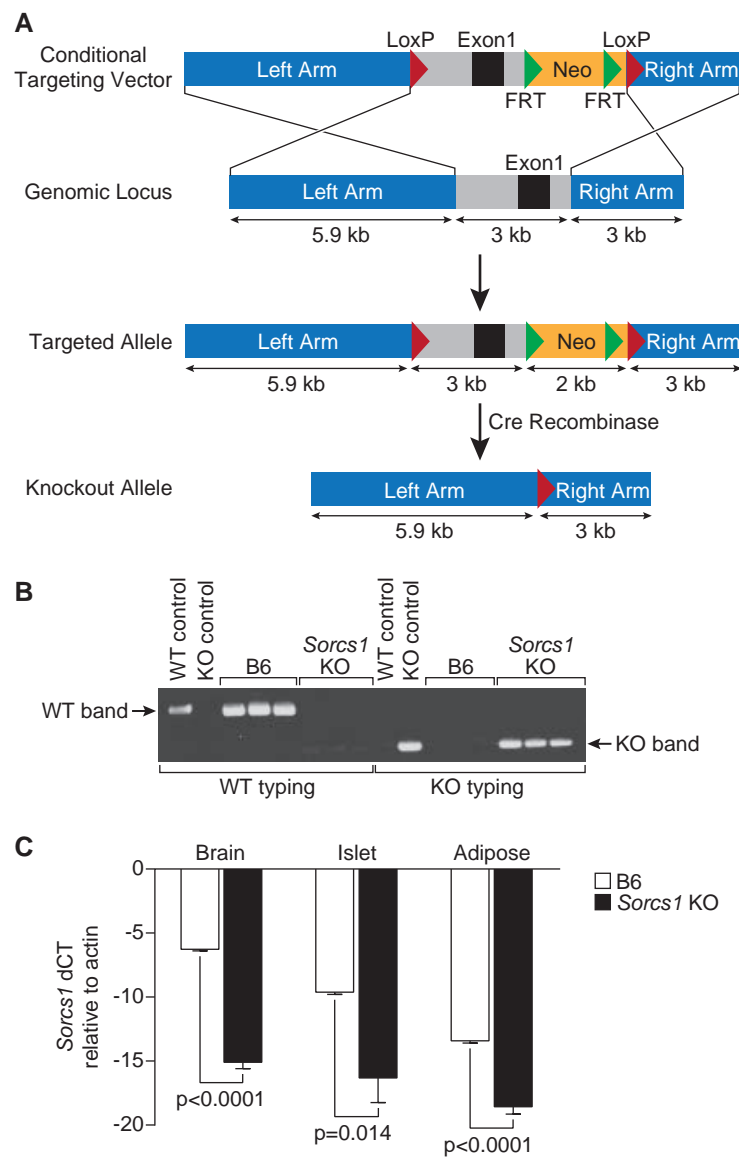 A
Conditional
Targeting Vector
LoxP
Exon1
LoxP
Left Arm
Neo
Right Arm
FRT
FRT
Genomic Locus
Exon1
Left Arm
Right Arm
5.9 kb
3 kb
3 kb
Targeted Allele
Left Arm
Neo
Right Arm
5.9 kb
3 kb
2 kb
3 kb
Cre Recombinase
Knockout Allele
Left Arm
Right Arm
5.9 kb
3 kb
B
WT control
KO control
B6
Sorcs1
KO
WT control
KO control
B6
Sorcs1
KO
WT band
KO band
WT typing
KO typing
C
Brain
Islet
Adipose
B6
Sorcs1 KO
Sorcs1 dCT
relative to actin
0
-5
-10
-15
-20
p<0.0001
p=0.014
p<0.0001